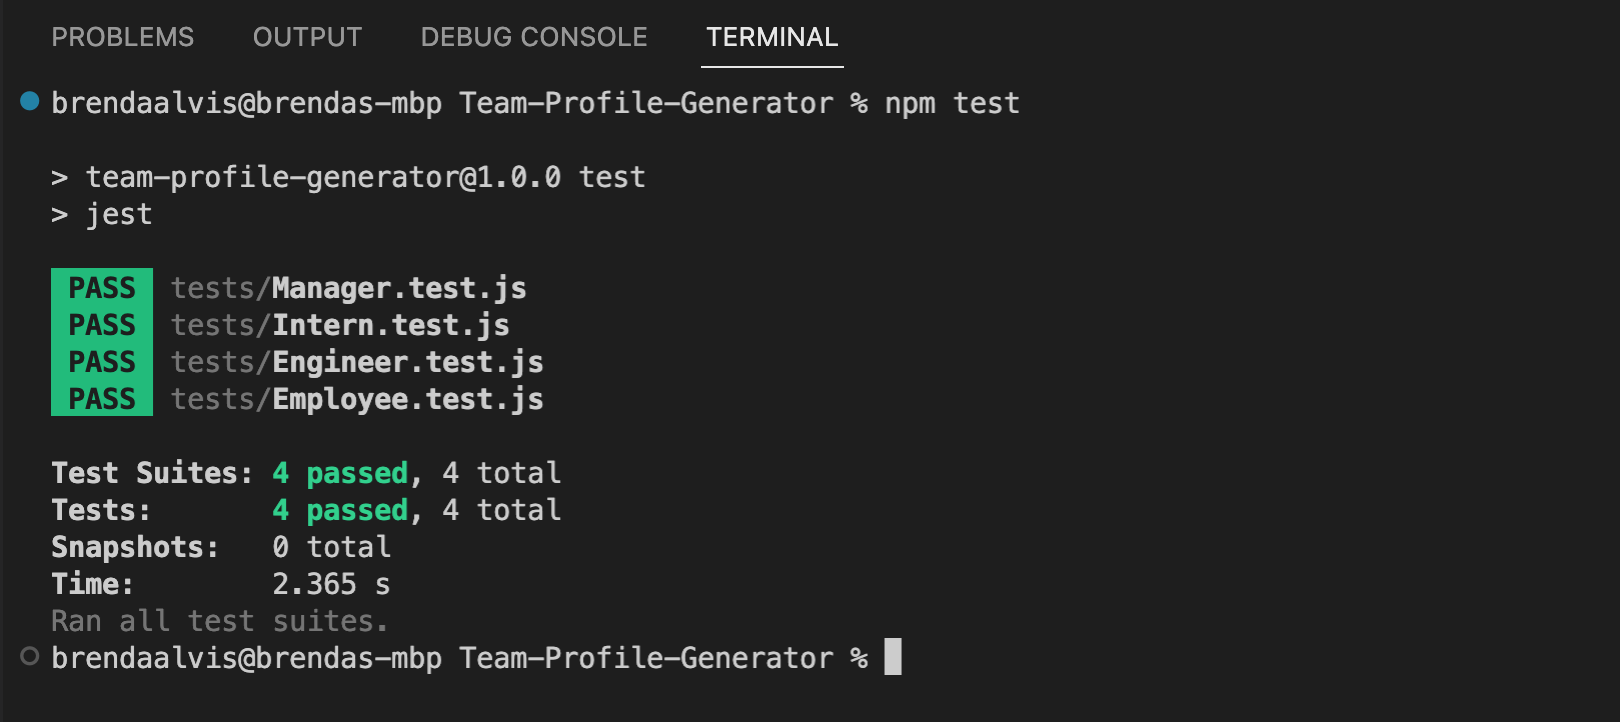 PROBLEMS OUTPUT DEBUG CONSOLE TERMINAL
brendaalvis@brendas-mbp Team-Profile-Generator % npm test
> team-profile-generator@1.0.0 test
> jest
PASS tests/Manager.test.js
PASS tests/Intern.test.js
PASS tests/Engineer.test.js
PASS tests/Employee.test.js
Test Suites: 4 passed, 4 total
Tests: 4 passed, 4 total
Snapshots: 0 total
Time: 2.365 s
Ran all test suites.
brendaalvis@brendas-mbp Team-Profile-Generator %